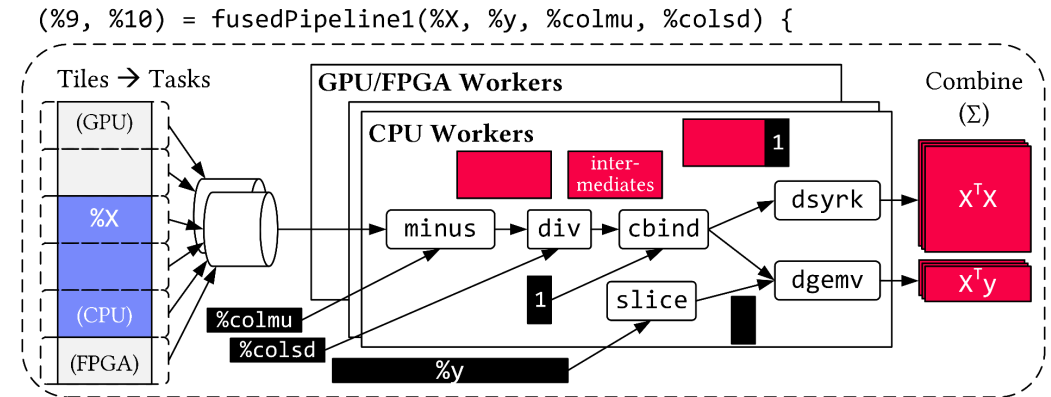 (%9, %10) = fusedPipeline1(%X, %y, %colmu, %colsd) {
Tiles → Tasks
(GPU)
%X
(CPU)
(FPGA)
GPU/FPGA Workers
CPU Workers
inter-
mediates
1
minus
div
cbind
dsyrk
dgemv
1
slice
%colmu
%colsd
%y
Combine
(Σ)
XᵀX
Xᵀy